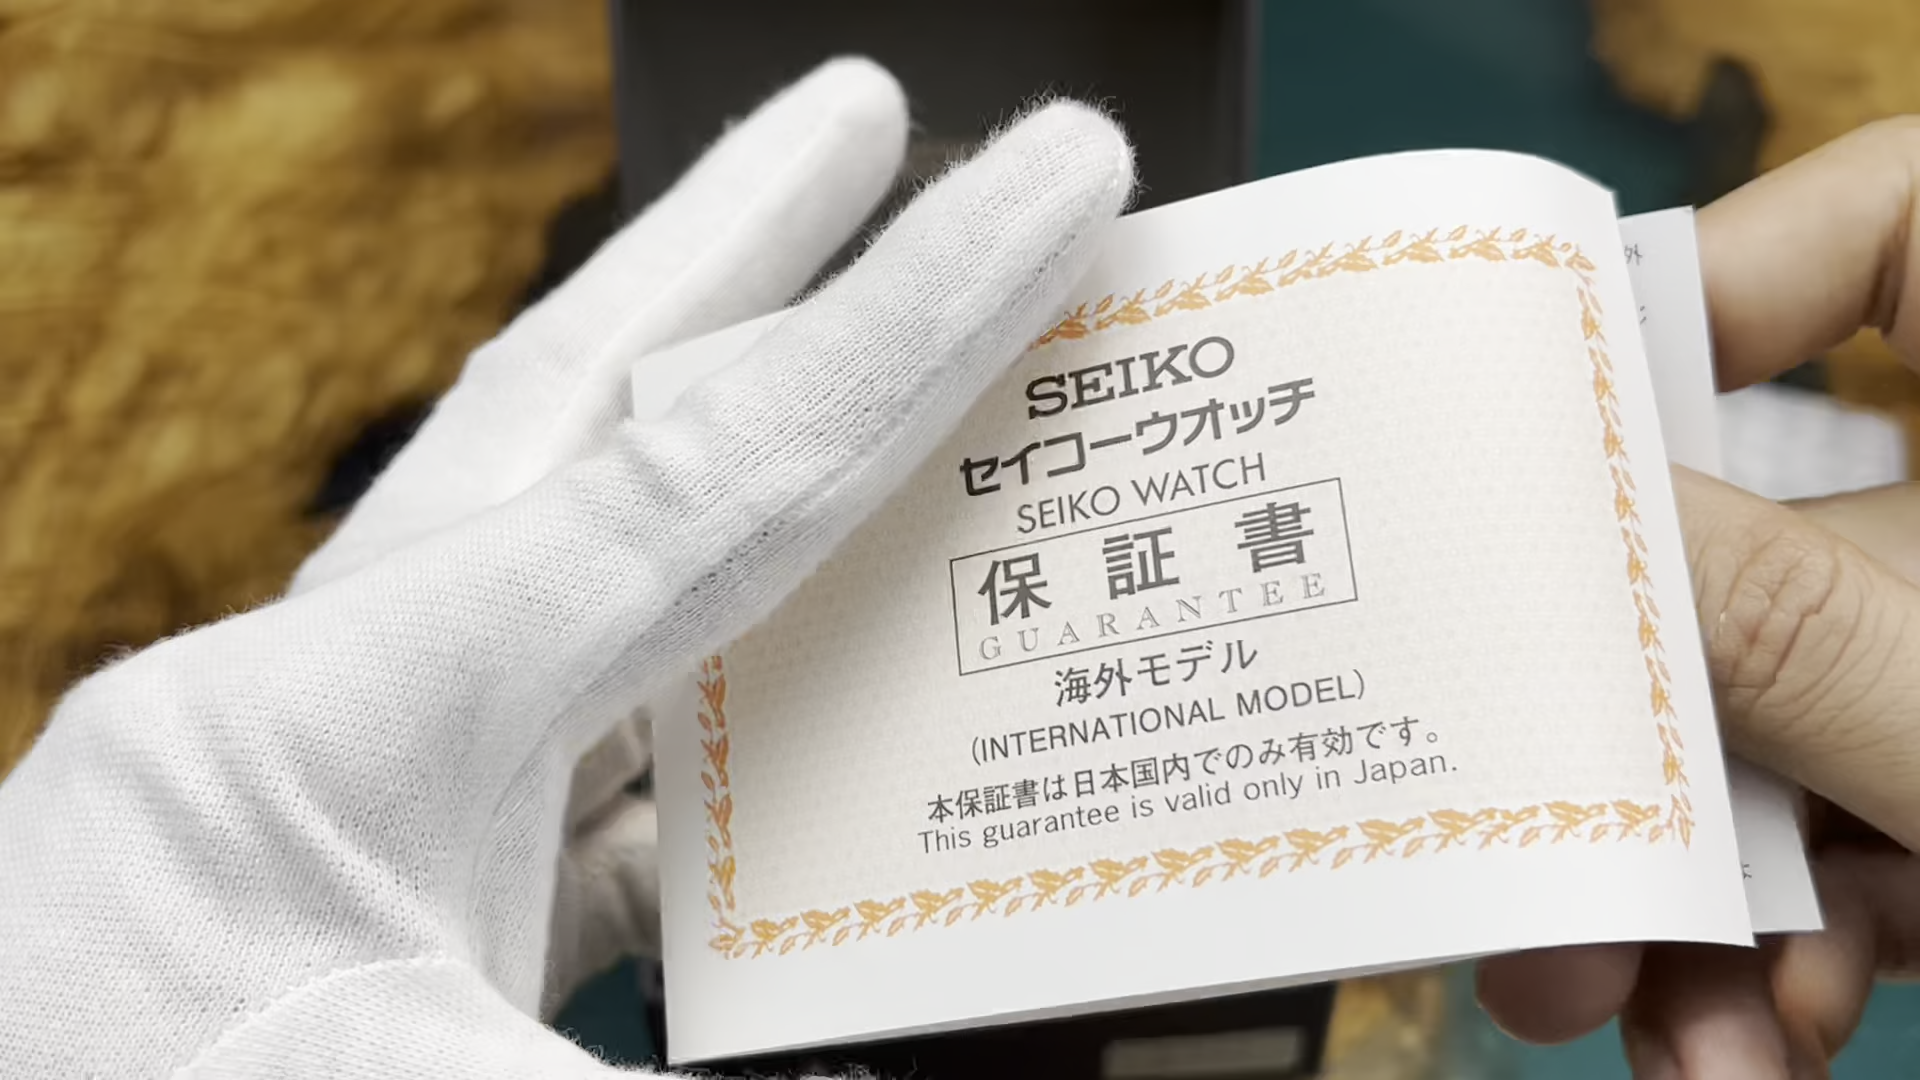 SEIKO
セイコーウオッチ
SEIKO WATCH
保証書
GUARANTEE
海外モデル
(INTERNATIONAL MODEL)
本保証書は日本国内でのみ有効です。
This guarantee is valid only in Japan.
外